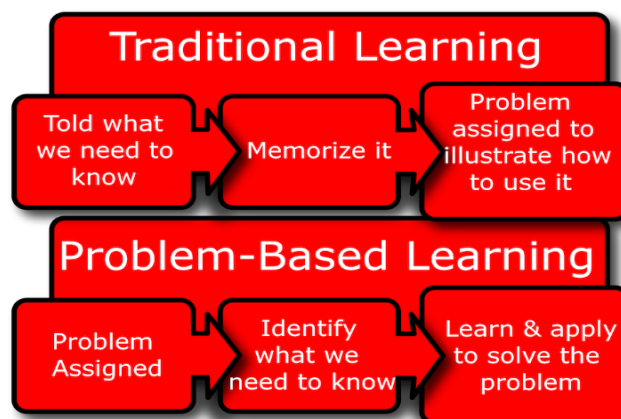 Traditional Learning
Told what
we need to
know
Memorize it
Problem
assigned to
illustrate how
to use it
Problem-Based Learning
Problem
Assigned
Identify
what we
need to know
Learn & apply
to solve the
problem